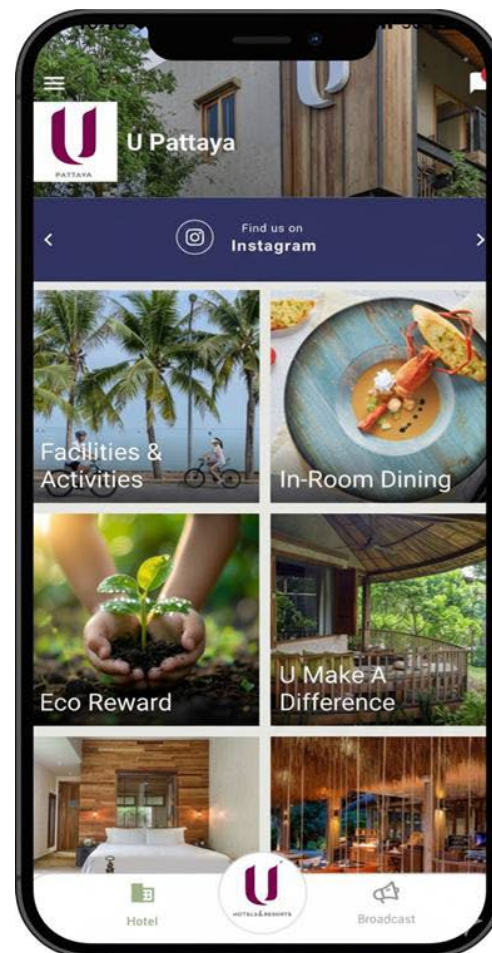 U
PATTAYA
U Pattaya
U
Find us on
Instagram
Facilities &
Activities
In-Room Dining
Eco Reward
U Make A
Difference
Hotel
U
HOTELS & RESORTS
Broadcast